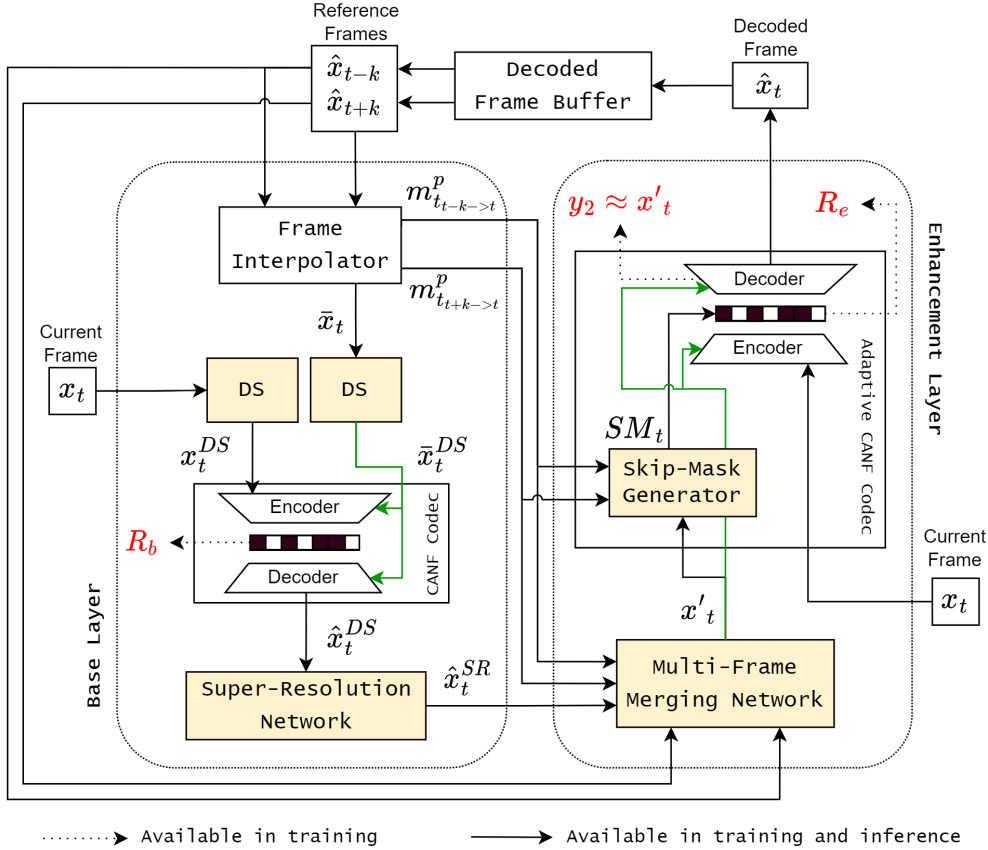 Reference
Frames
x̂_{t-k}
x̂_{t+k}
Decoded
Frame Buffer
Decoded
Frame
x̂_t
m^p_{t_{t-k->t}}
Frame
Interpolator
m^p_{t_{t+k->t}}
x̄_t
Current
Frame
x_t
DS
DS
x_t^{DS}
x̄_t^{DS}
Encoder
R_b
Decoder
CANF Codec
x̂_t^{DS}
Super-Resolution
Network
x̂_t^{SR}
Base Layer
y_2 ≈ x'_t
R_e
Enhancement Layer
Decoder
Encoder
Adaptive CANF Codec
SM_t
Skip-Mask
Generator
Current
Frame
x_t
x'_t
Multi-Frame
Merging Network
Available in training
Available in training and inference